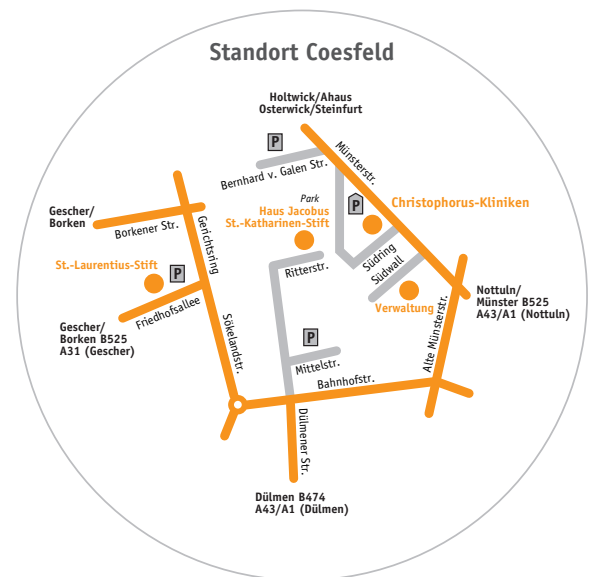 Standort Coesfeld
Holtwick/Ahaus
Osterwick/Steinfurt
P
Münsterstr.
Bernhard v. Galen Str.
Park
Haus Jacobus
St.-Katharinen-Stift
P
Christophorus-Kliniken
Gescher/
Borken
Borkener Str.
Gerichtsring
Südring
Südwall
Ritterstr.
St.-Laurentius-Stift
P
Friedhofsallee
Verwaltung
Nottuln/
Münster B525
A43/A1 (Nottuln)
Gescher/
Borken B525
A31 (Gescher)
Sökelandstr.
P
Mittelstr.
Alte Münsterstr.
Bahnhofstr.
Dülmener Str.
Dülmen B474
A43/A1 (Dülmen)